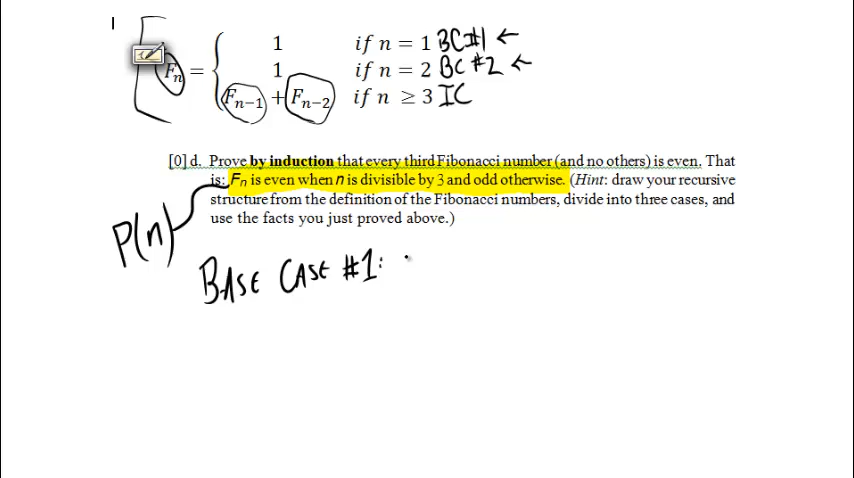 1 if n = 1 BC#1 ←
Fn = 1 if n = 2 BC #2 ←
Fn−1 + Fn−2 if n ≥ 3 IC
[0] d. Prove by induction that every third Fibonacci number (and no others) is even. That
is: Fn is even when n is divisible by 3 and odd otherwise. (Hint: draw your recursive
structure from the definition of the Fibonacci numbers, divide into three cases, and
use the facts you just proved above.)
P(n)
BASE CASE #1: